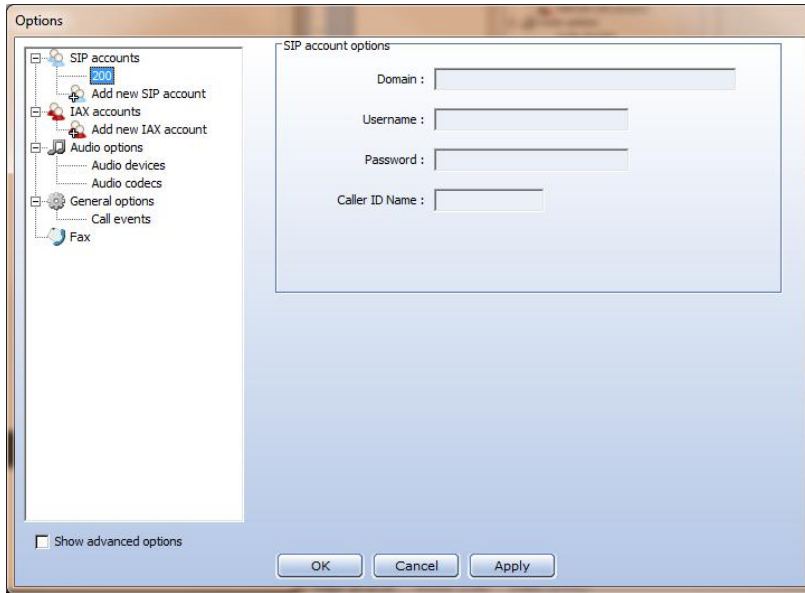 Options
SIP accounts
200
Add new SIP account
IAX accounts
Add new IAX account
Audio options
Audio devices
Audio codecs
General options
Call events
Fax
Show advanced options
SIP account options
Domain :
Username :
Password :
Caller ID Name :
OK
Cancel
Apply